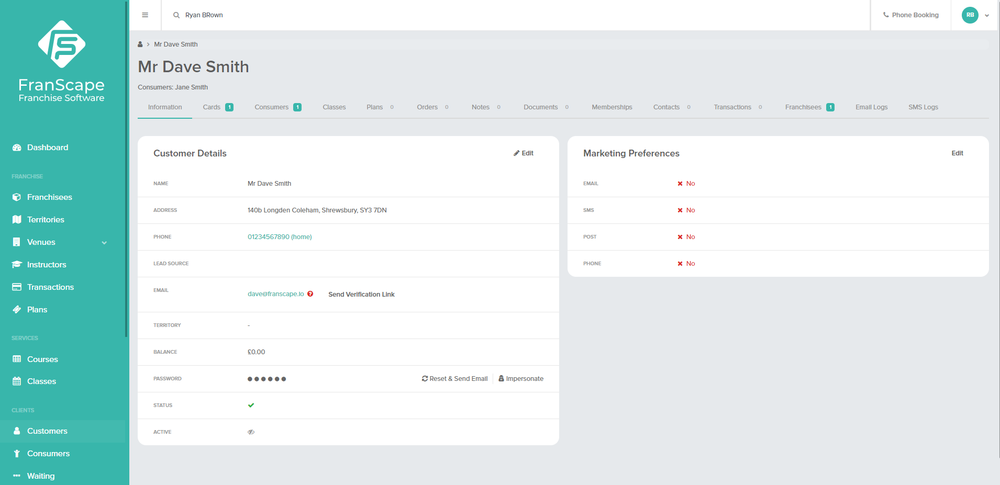 FranScape
Franchise Software
Dashboard
FRANCHISE
Franchisees
Territories
Venues
Instructors
Transactions
Plans
SERVICES
Courses
Classes
CLIENTS
Customers
Consumers
Waiting
Ryan BRown
Phone Booking
RB
Mr Dave Smith
Mr Dave Smith
Consumers: Jane Smith
Information Cards 1 Consumers 1 Classes Plans 0 Orders 0 Notes 0 Documents 0 Memberships Contacts 0 Transactions 0 Franchisees 1 Email Logs SMS Logs
Customer Details Edit
NAME Mr Dave Smith
ADDRESS 140b Longden Coleham, Shrewsbury, SY3 7DN
PHONE 01234567890 (home)
LEAD SOURCE
EMAIL dave@franscape.io ? Send Verification Link
TERRITORY -
BALANCE £0.00
PASSWORD ●●●●●● Reset & Send Email Impersonate
STATUS
ACTIVE
Marketing Preferences Edit
EMAIL No
SMS No
POST No
PHONE No